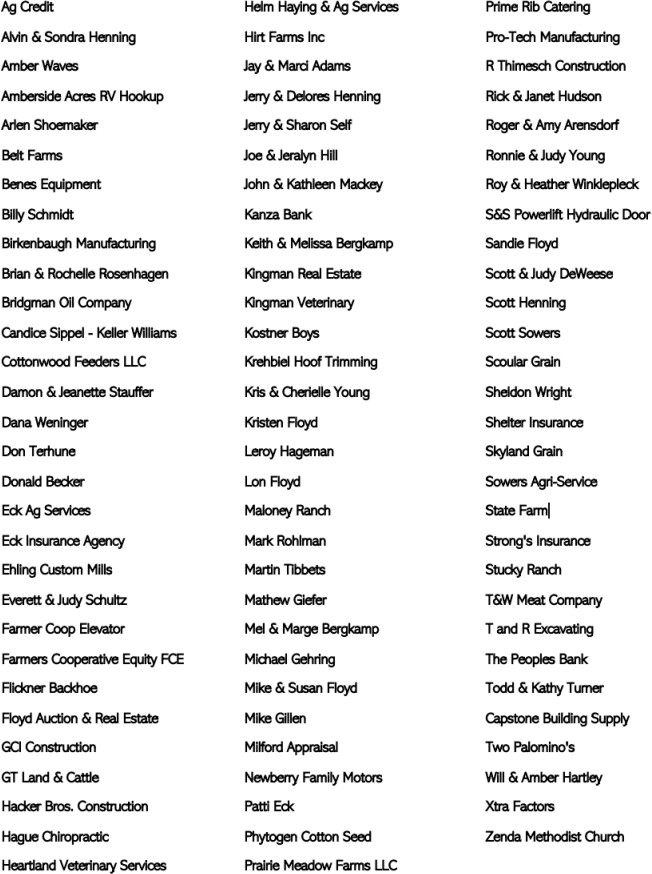 Ag Credit
Alvin & Sondra Henning
Amber Waves
Amberside Acres RV Hookup
Arlen Shoemaker
Belt Farms
Benes Equipment
Billy Schmidt
Birkenbaugh Manufacturing
Brian & Rochelle Rosenhagen
Bridgman Oil Company
Candice Sippel - Keller Williams
Cottonwood Feeders LLC
Damon & Jeanette Stauffer
Dana Weninger
Don Terhune
Donald Becker
Eck Ag Services
Eck Insurance Agency
Ehling Custom Mills
Everett & Judy Schultz
Farmer Coop Elevator
Farmers Cooperative Equity FCE
Flickner Backhoe
Floyd Auction & Real Estate
GCI Construction
GT Land & Cattle
Hacker Bros. Construction
Hague Chiropractic
Heartland Veterinary Services
Helm Haying & Ag Services
Hirt Farms Inc
Jay & Marci Adams
Jerry & Delores Henning
Jerry & Sharon Self
Joe & Jeralyn Hill
John & Kathleen Mackey
Kanza Bank
Keith & Melissa Bergkamp
Kingman Real Estate
Kingman Veterinary
Kostner Boys
Krehbiel Hoof Trimming
Kris & Cherielle Young
Kristen Floyd
Leroy Hageman
Lon Floyd
Maloney Ranch
Mark Rohlman
Martin Tibbets
Mathew Giefer
Mel & Marge Bergkamp
Michael Gehring
Mike & Susan Floyd
Mike Gillen
Milford Appraisal
Newberry Family Motors
Patti Eck
Phytogen Cotton Seed
Prairie Meadow Farms LLC
Prime Rib Catering
Pro-Tech Manufacturing
R Thimesch Construction
Rick & Janet Hudson
Roger & Amy Arensdorf
Ronnie & Judy Young
Roy & Heather Winklepleck
S&S Powerlift Hydraulic Door
Sandie Floyd
Scott & Judy DeWeese
Scott Henning
Scott Sowers
Scoular Grain
Sheldon Wright
Shelter Insurance
Skyland Grain
Sowers Agri-Service
State Farm
Strong's Insurance
Stucky Ranch
T&W Meat Company
T and R Excavating
The Peoples Bank
Todd & Kathy Turner
Capstone Building Supply
Two Palomino's
Will & Amber Hartley
Xtra Factors
Zenda Methodist Church